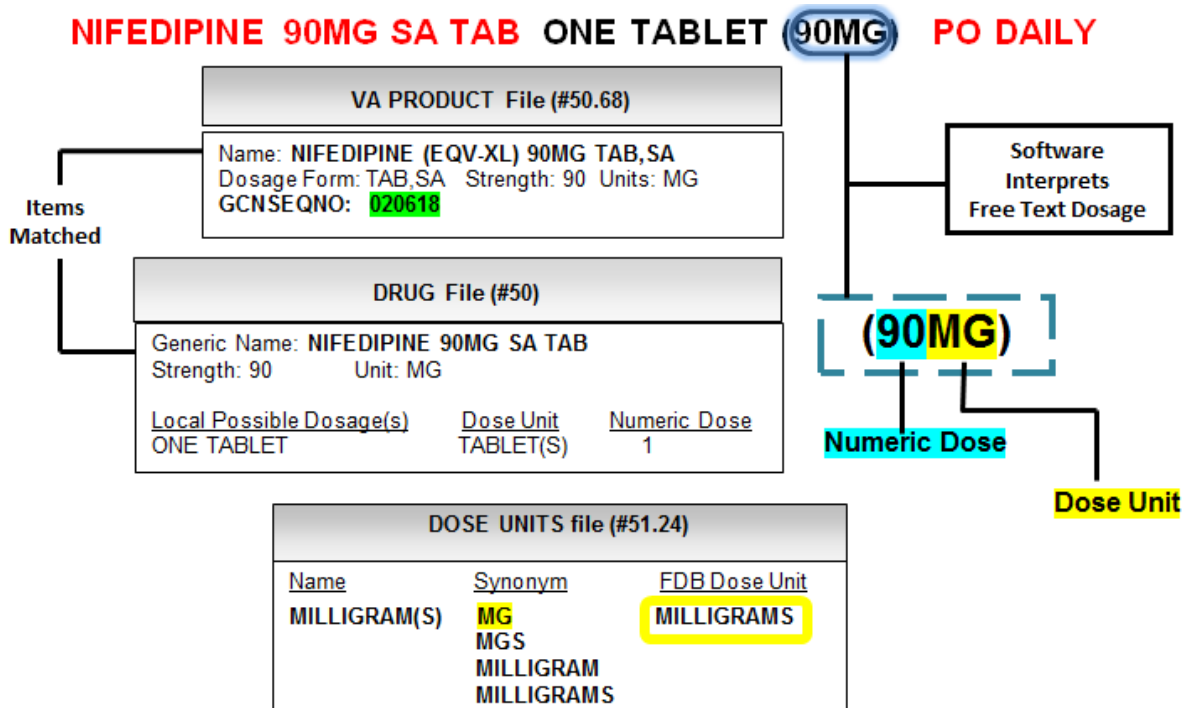 NIFEDIPINE 90MG SA TAB ONE TABLET (90MG) PO DAILY
VA PRODUCT File (#50.68)
Name: NIFEDIPINE (EQV-XL) 90MG TAB,SA
Dosage Form: TAB,SA Strength: 90 Units: MG
GCNSEQNO: 020618
Items
Matched
Software
Interprets
Free Text Dosage
DRUG File (#50)
Generic Name: NIFEDIPINE 90MG SA TAB
Strength: 90 Unit: MG
Local Possible Dosage(s) Dose Unit Numeric Dose
ONE TABLET TABLET(S) 1
(90MG)
Numeric Dose
Dose Unit
DOSE UNITS file (#51.24)
Name Synonym FDB Dose Unit
MILLIGRAM(S) MG MILLIGRAMS
MGS
MILLIGRAM
MILLIGRAMS